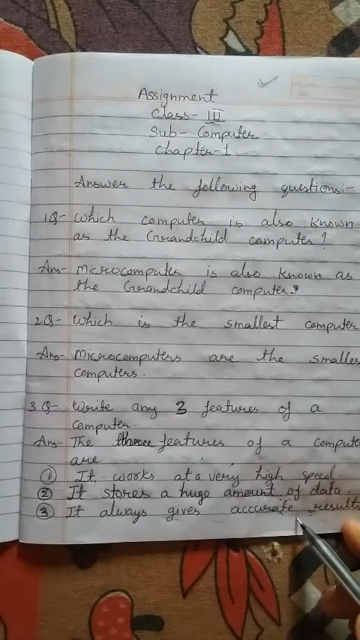 Assignment
Class- III
Sub- Computer
Chapter-1
Answer the following questions:-
1Q- Which computer is also known
as the Grandchild computer?
Ans- Microcomputer is also known as
the Grandchild computer?
2Q- Which is the smallest computer
Ans- Microcomputers are the smalles
computers.
3Q- Write any 3 features of a
computer
Ans- The three features of a compute
are
① It works at a very high speed.
② It stores a huge amount of data.
③ It always gives accurate results